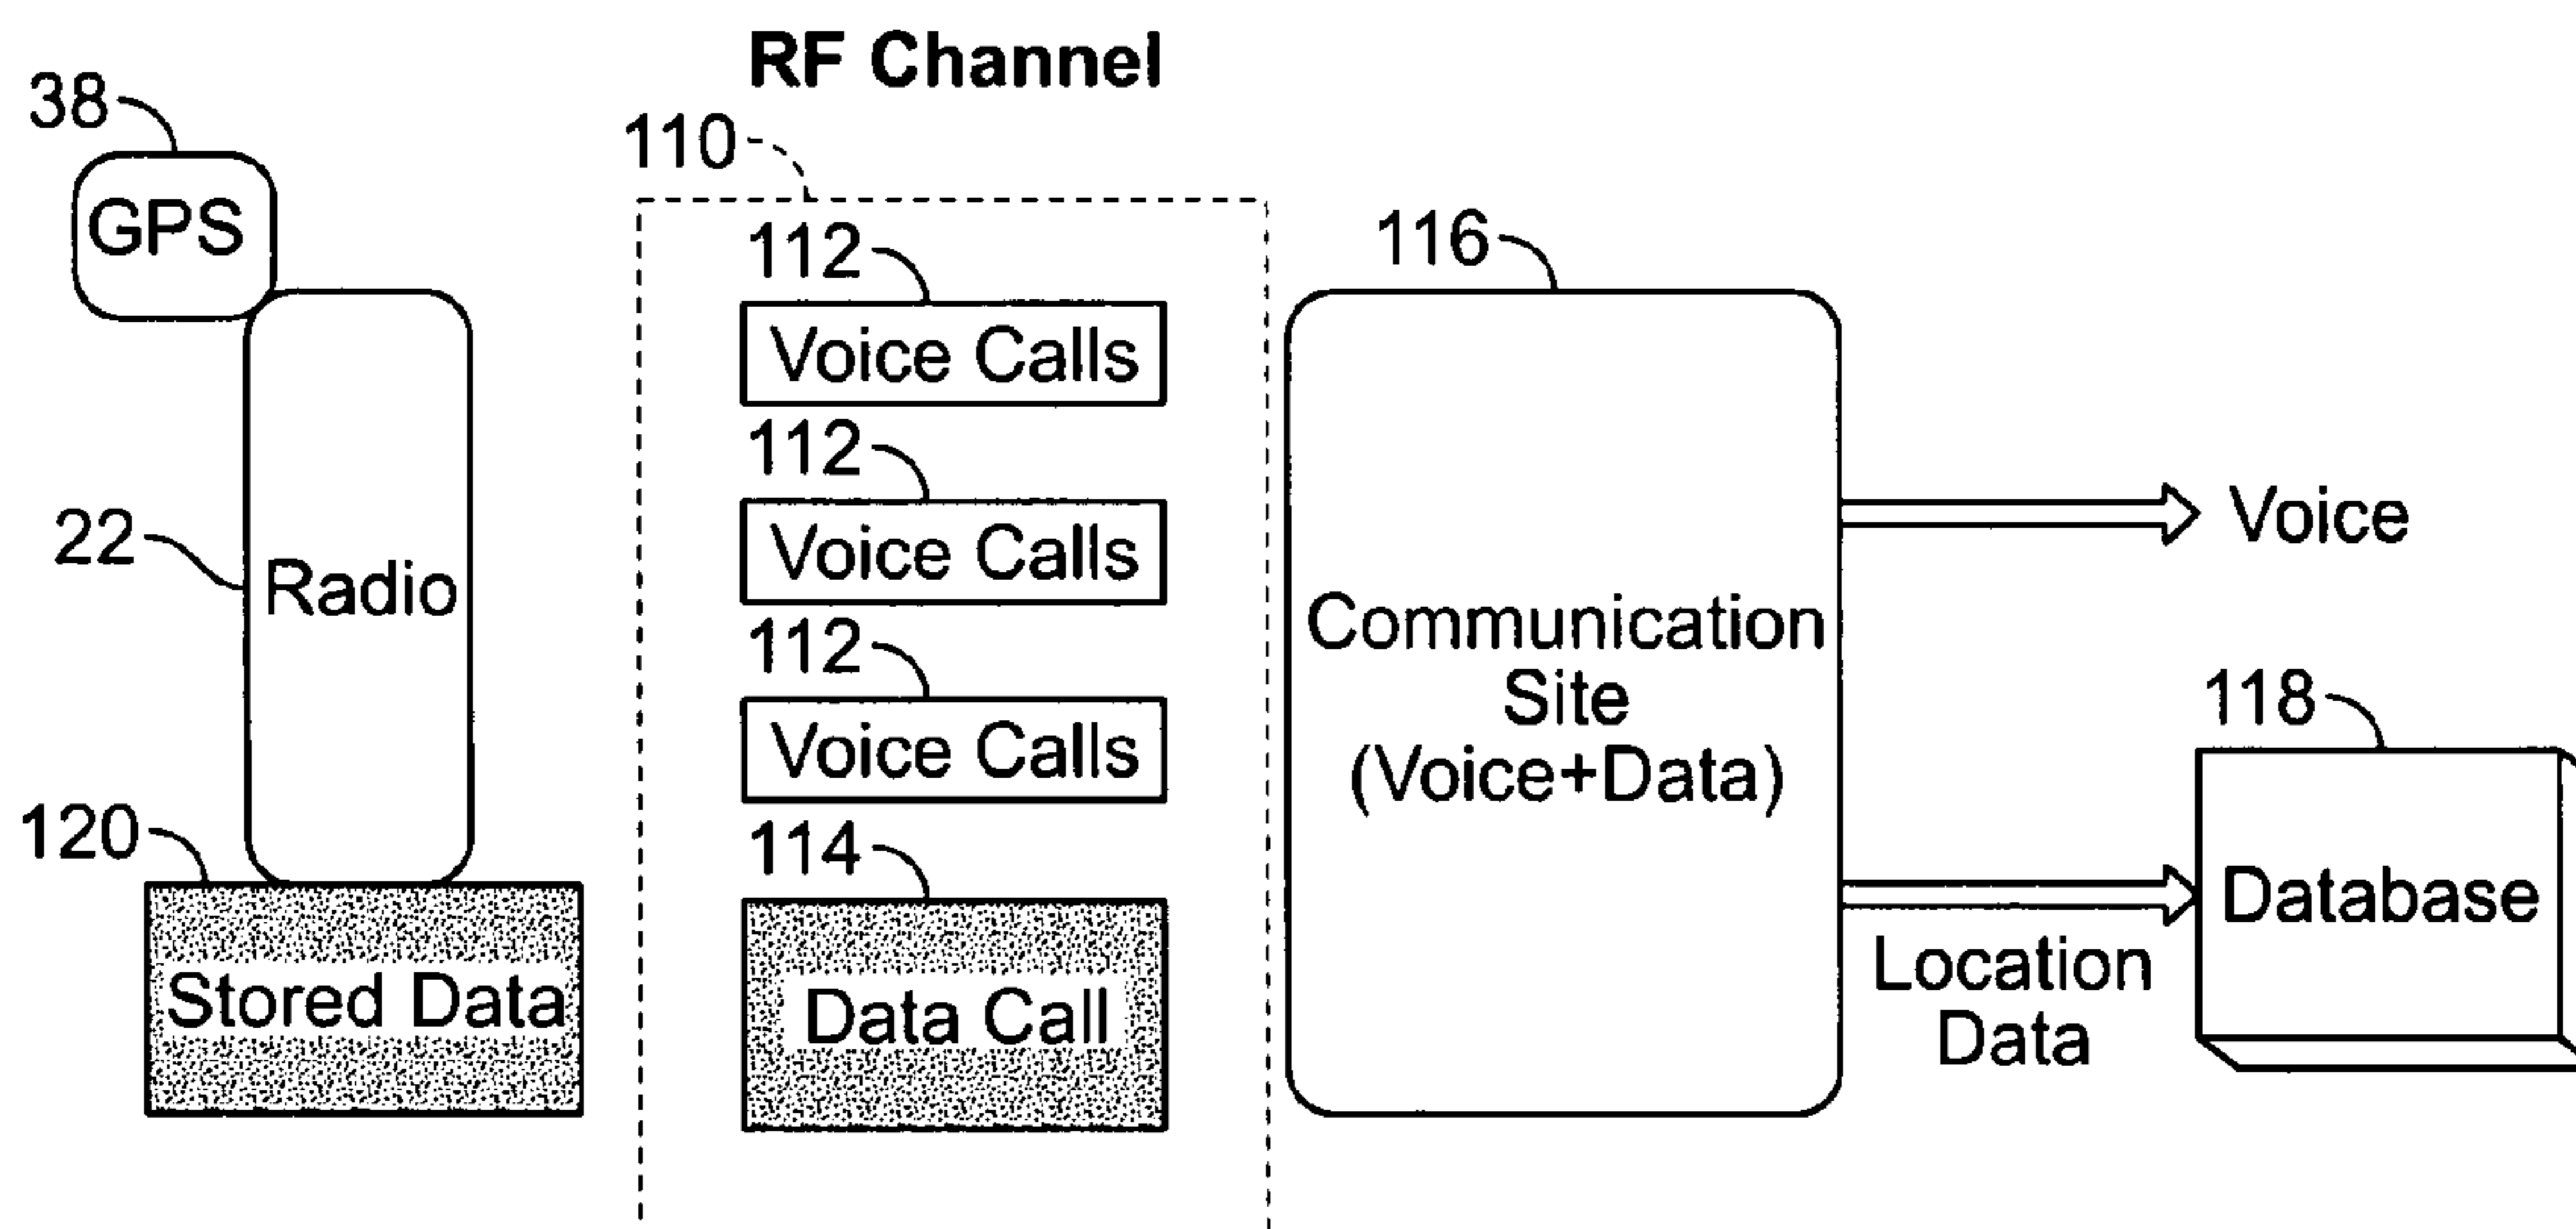 RF Channel
38
GPS
22
Radio
120
Stored Data
110
112
Voice Calls
112
Voice Calls
112
Voice Calls
114
Data Call
116
Communication
Site
(Voice+Data)
Voice
Location
Data
118
Database